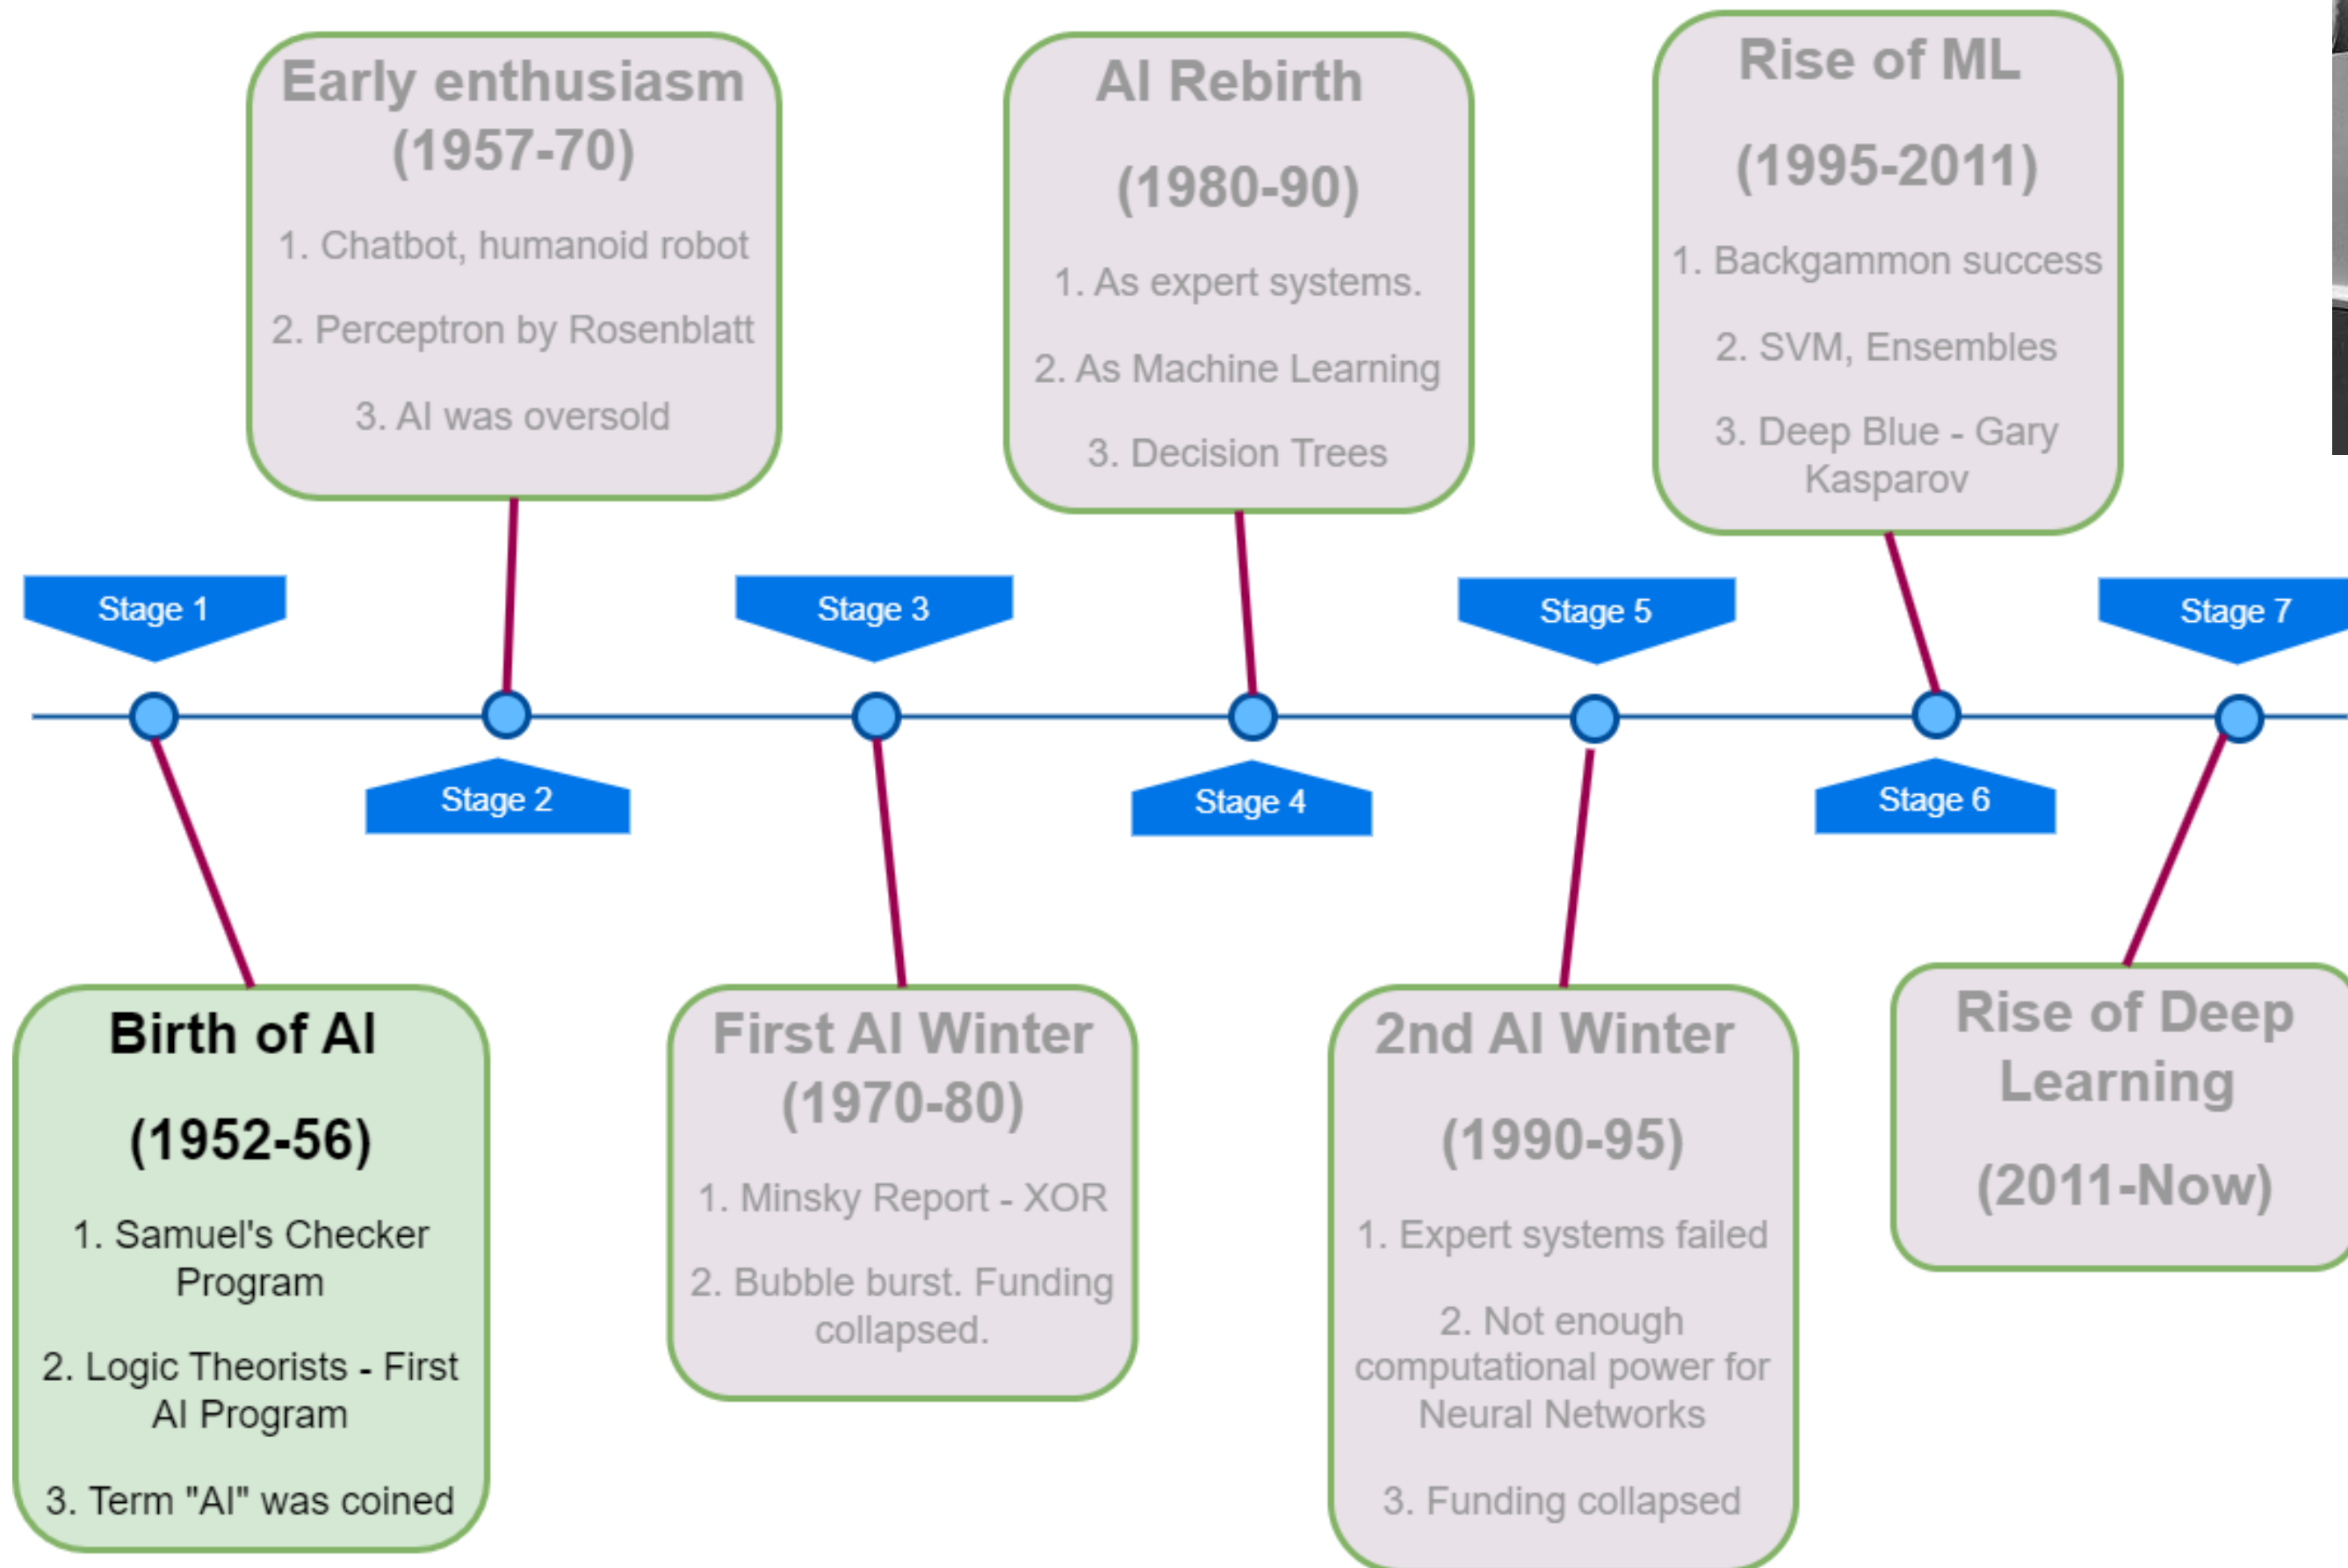 Early enthusiasm
(1957-70)
1. Chatbot, humanoid robot
2. Perceptron by Rosenblatt
3. AI was oversold
AI Rebirth
(1980-90)
1. As expert systems.
2. As Machine Learning
3. Decision Trees
Rise of ML
(1995-2011)
1. Backgammon success
2. SVM, Ensembles
3. Deep Blue - Gary
Kasparov
Stage 1
Stage 3
Stage 5
Stage 7
Stage 2
Stage 4
Stage 6
Birth of AI
(1952-56)
1. Samuel's Checker
Program
2. Logic Theorists - First
AI Program
3. Term "AI" was coined
First AI Winter
(1970-80)
1. Minsky Report - XOR
2. Bubble burst. Funding
collapsed.
2nd AI Winter
(1990-95)
1. Expert systems failed
2. Not enough
computational power for
Neural Networks
3. Funding collapsed
Rise of Deep
Learning
(2011-Now)